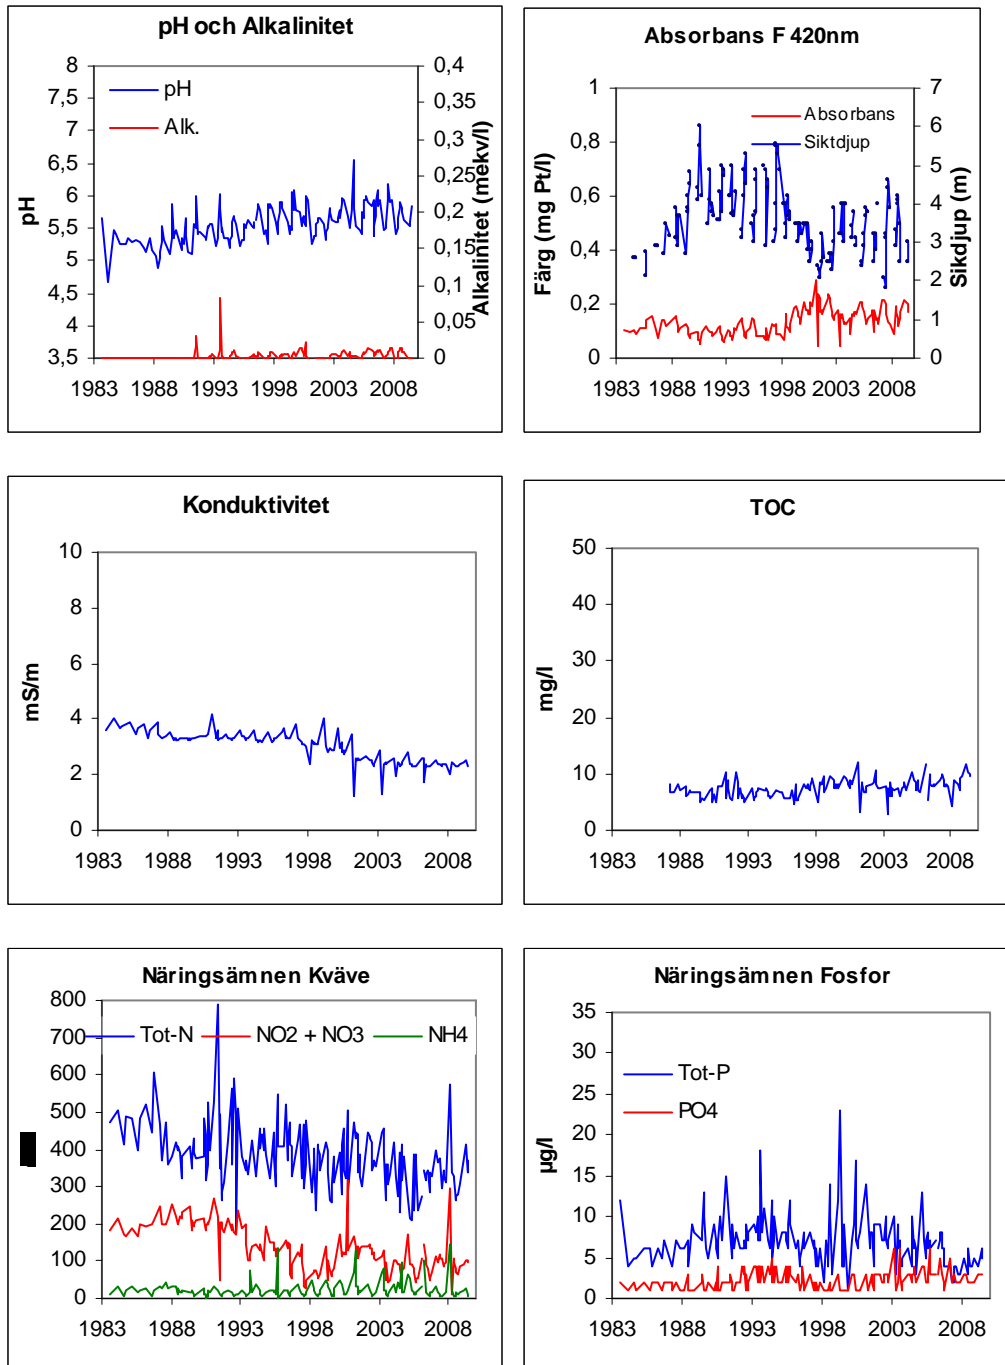 pH och Alkalinitet
8
7,5
7
6,5
6
5,5
5
4,5
4
3,5
pH
0,4
0,35
0,3
0,25
0,2
0,15
0,1
0,05
0
Alkalinitet (mekv/l)
pH
Alk.
1983 1988 1993 1998 2003 2008
Absorbans F 420nm
1
0,8
0,6
0,4
0,2
0
Färg (mg Pt/l)
7
6
5
4
3
2
1
0
Sikdjup (m)
Absorbans
Siktdjup
1983 1988 1993 1998 2003 2008
Konduktivitet
10
8
6
4
2
0
mS/m
1983 1988 1993 1998 2003 2008
TOC
50
40
30
20
10
0
mg/l
1983 1988 1993 1998 2003 2008
Näringsämnen Kväve
800
700
600
500
400
300
200
100
0
Tot-N NO2 + NO3 NH4
1983 1988 1993 1998 2003 2008
Näringsämnen Fosfor
35
30
25
20
15
10
5
0
µg/l
Tot-P
PO4
1983 1988 1993 1998 2003 2008